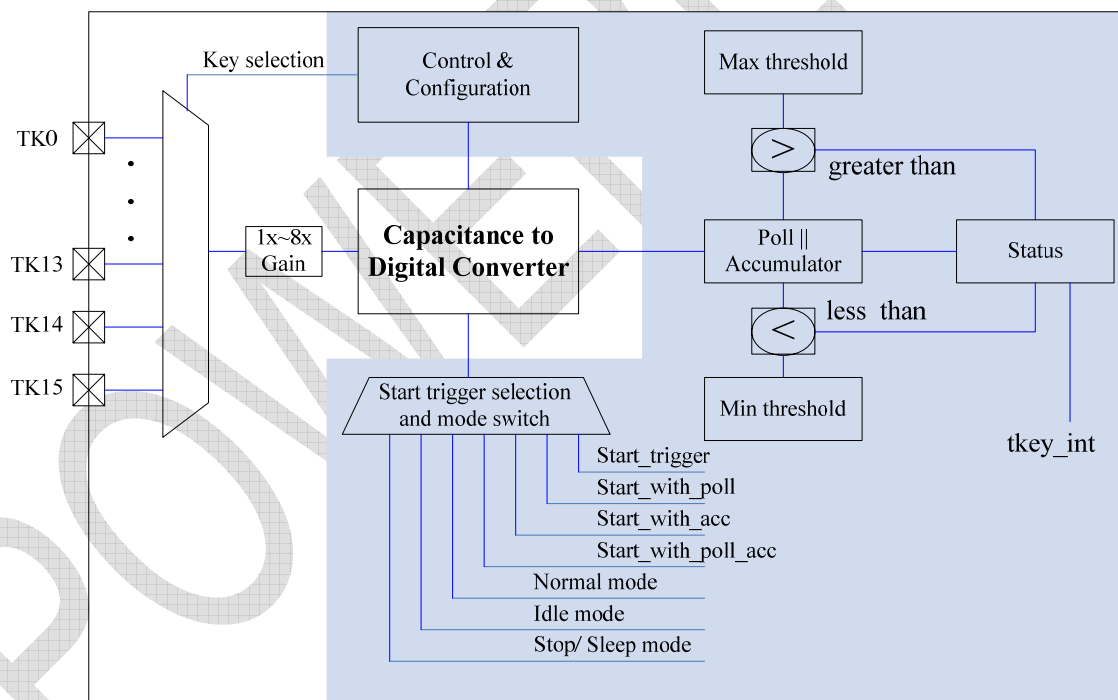 Key selection
Control &
Configuration
Max threshold
TK0
>
greater than
TK13
1x~8x
Gain
Capacitance to
Digital Converter
Poll ||
Accumulator
Status
TK14
<
less than
TK15
Start trigger selection
and mode switch
Min threshold
tkey_int
Start_trigger
Start_with_poll
Start_with_acc
Start_with_poll_acc
Normal mode
Idle mode
Stop/ Sleep mode